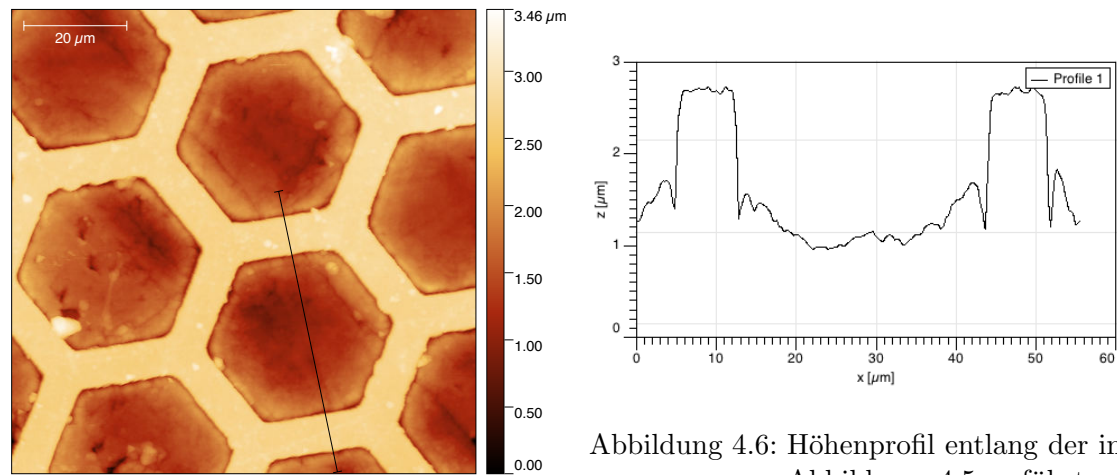 20 µm
3.46 µm
3.00
2.50
2.00
1.50
1.00
0.50
0.00
Profile 1
3
2
1
0
z [µm]
0 10 20 30 40 50 60
x [µm]
Abbildung 4.6: Höhenprofil entlang der in